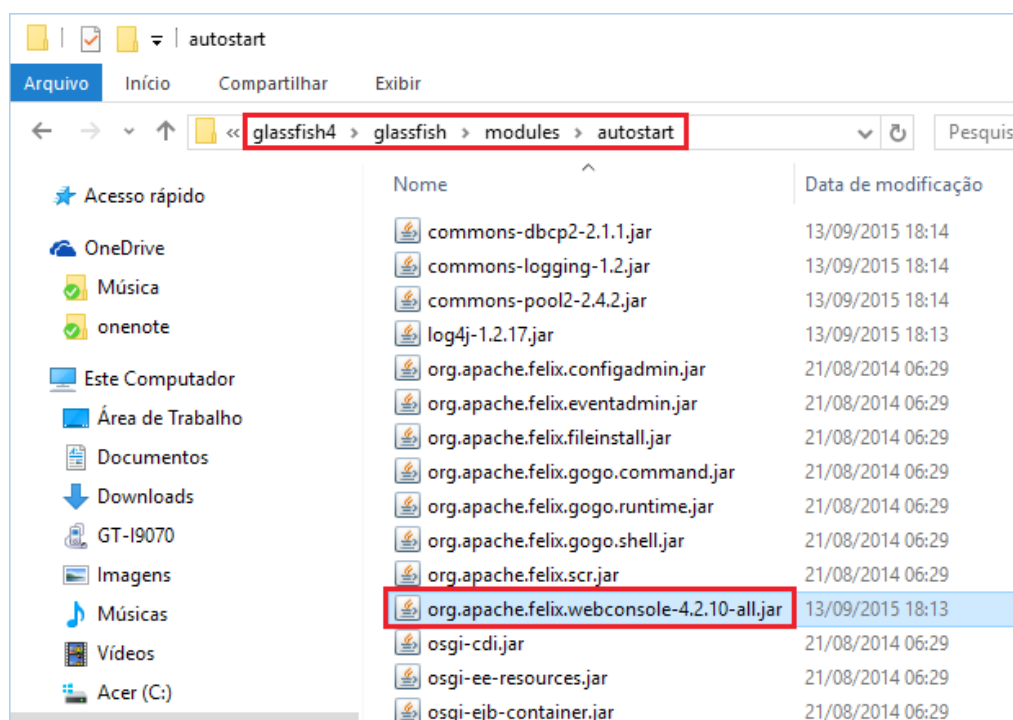 autostart
Arquivo Início Compartilhar Exibir
« glassfish4 › glassfish › modules › autostart Pesquis
Nome Data de modificação
Acesso rápido
OneDrive
Música
onenote
Este Computador
Área de Trabalho
Documentos
Downloads
GT-I9070
Imagens
Músicas
Vídeos
Acer (C:)
commons-dbcp2-2.1.1.jar 13/09/2015 18:14
commons-logging-1.2.jar 13/09/2015 18:14
commons-pool2-2.4.2.jar 13/09/2015 18:14
log4j-1.2.17.jar 13/09/2015 18:13
org.apache.felix.configadmin.jar 21/08/2014 06:29
org.apache.felix.eventadmin.jar 21/08/2014 06:29
org.apache.felix.fileinstall.jar 21/08/2014 06:29
org.apache.felix.gogo.command.jar 21/08/2014 06:29
org.apache.felix.gogo.runtime.jar 21/08/2014 06:29
org.apache.felix.gogo.shell.jar 21/08/2014 06:29
org.apache.felix.scr.jar 21/08/2014 06:29
org.apache.felix.webconsole-4.2.10-all.jar 13/09/2015 18:13
osgi-cdi.jar 21/08/2014 06:29
osgi-ee-resources.jar 21/08/2014 06:29
osgi-ejb-container.jar 21/08/2014 06:29